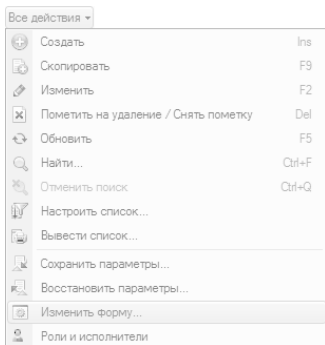 Все действия
Создать Ins
Скопировать F9
Изменить F2
Пометить на удаление / Снять пометку Del
Обновить F5
Найти... Ctrl+F
Отменить поиск Ctrl+Q
Настроить список...
Вывести список...
Сохранить параметры...
Восстановить параметры...
Изменить форму...
Роли и исполнители